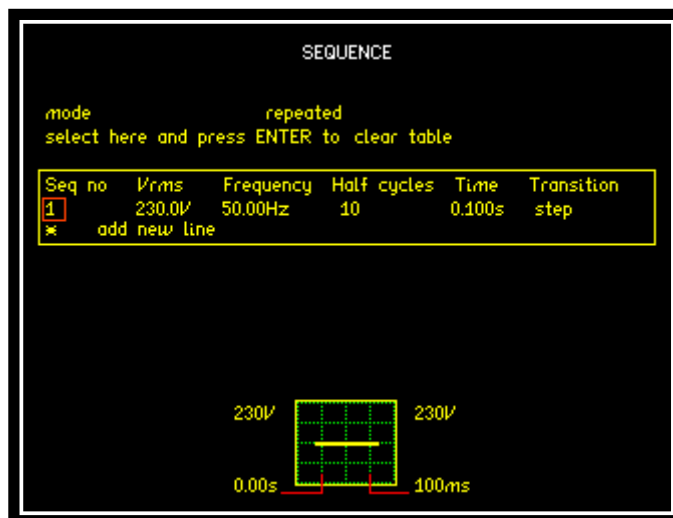 SEQUENCE
mode repeated
select here and press ENTER to clear table
Seq no Vrms Frequency Half cycles Time Transition
1 230.0V 50.00Hz 10 0.100s step
* add new line
230V 230V
0.00s 100ms